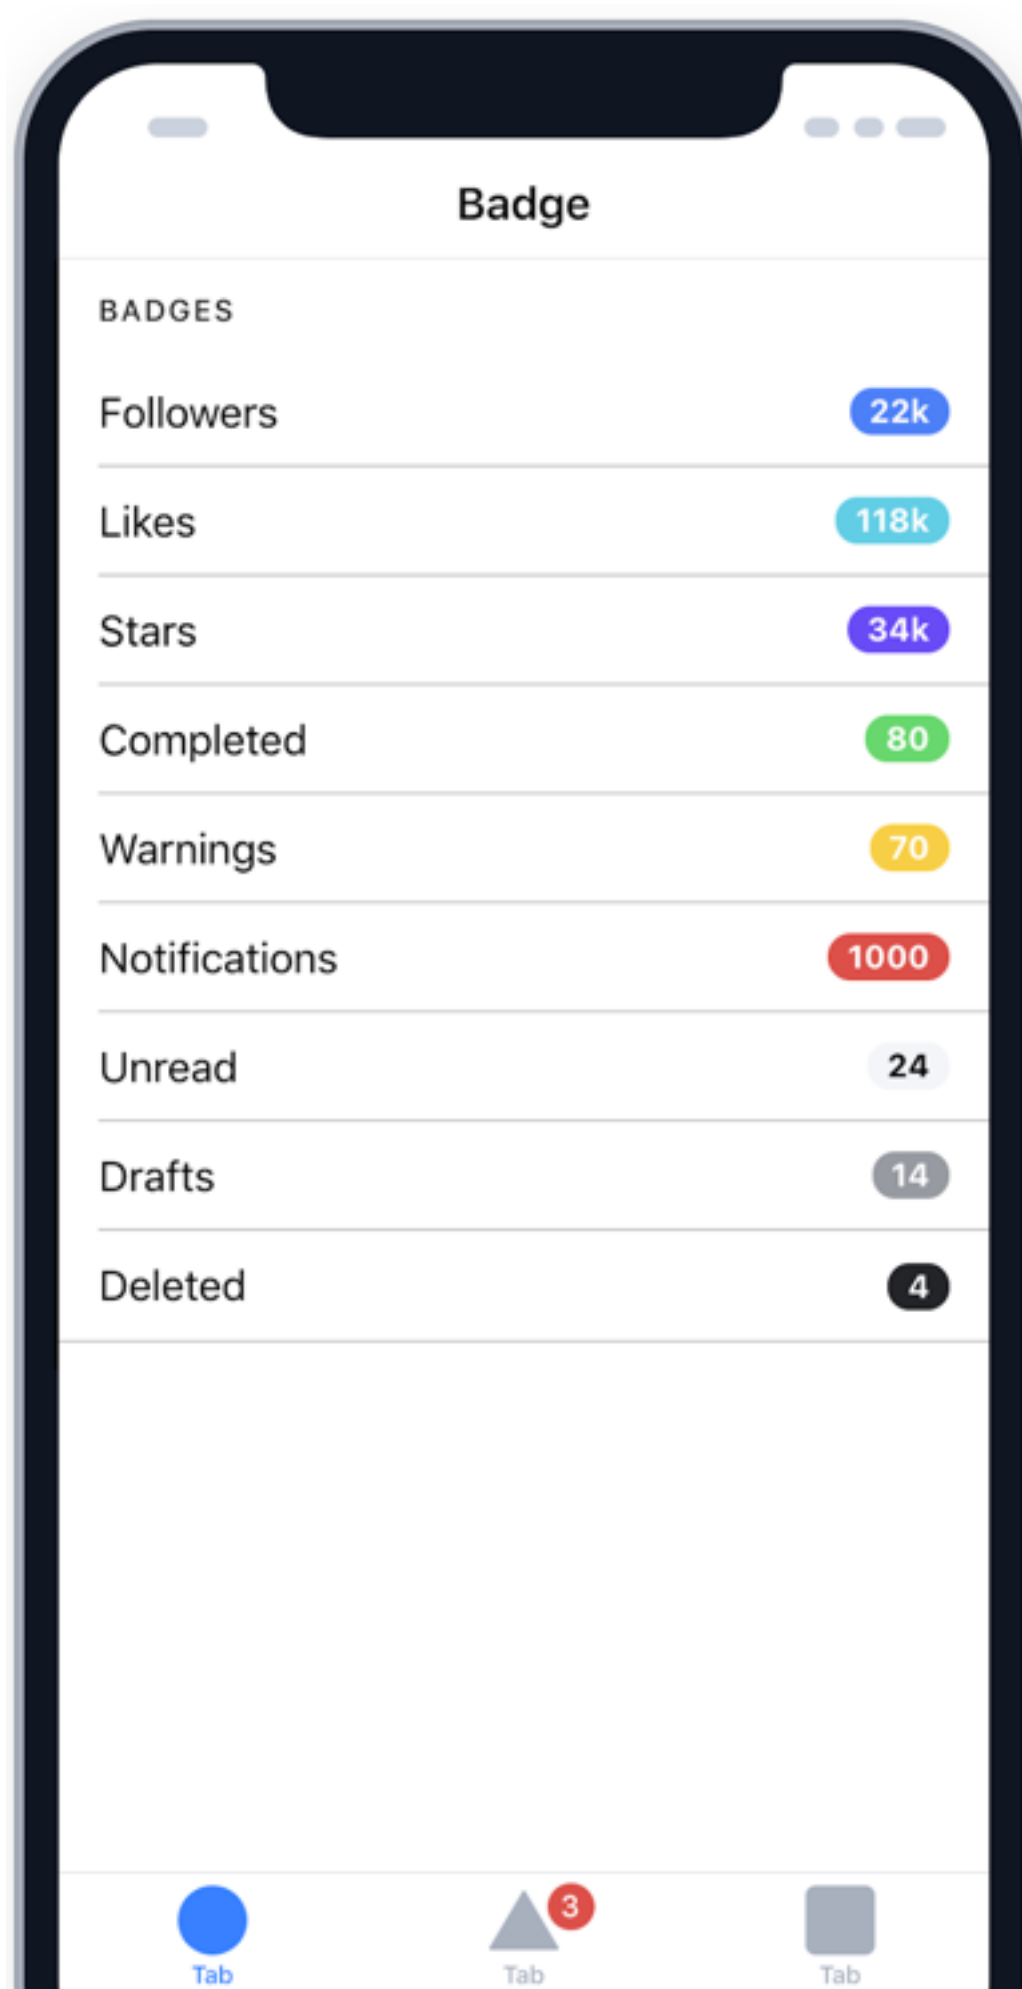 Badge
BADGES
Followers 22k
Likes 118k
Stars 34k
Completed 80
Warnings 70
Notifications 1000
Unread 24
Drafts 14
Deleted 4
3
Tab Tab Tab